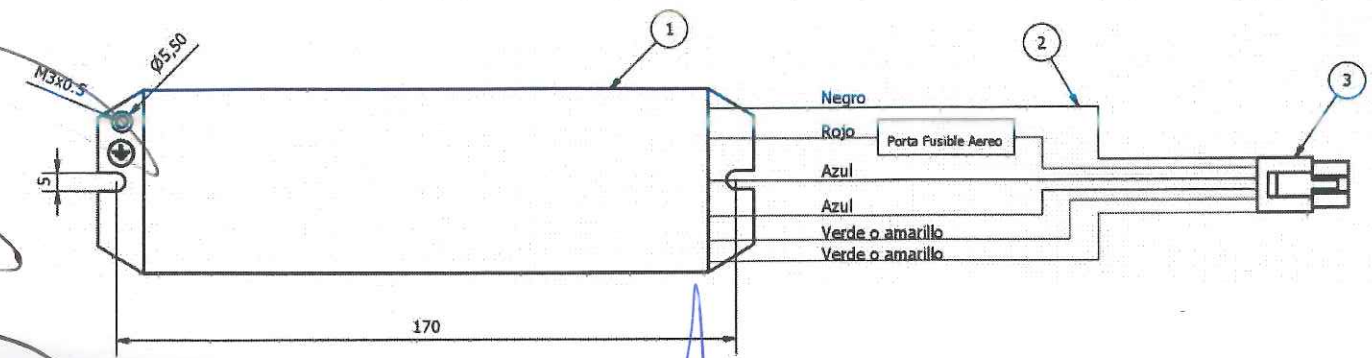 1
2
3
M3x0.5
Ø5,50
5
170
Negro
Rojo
Porta Fusible Aereo
Azul
Azul
Verde o amarillo
Verde o amarillo